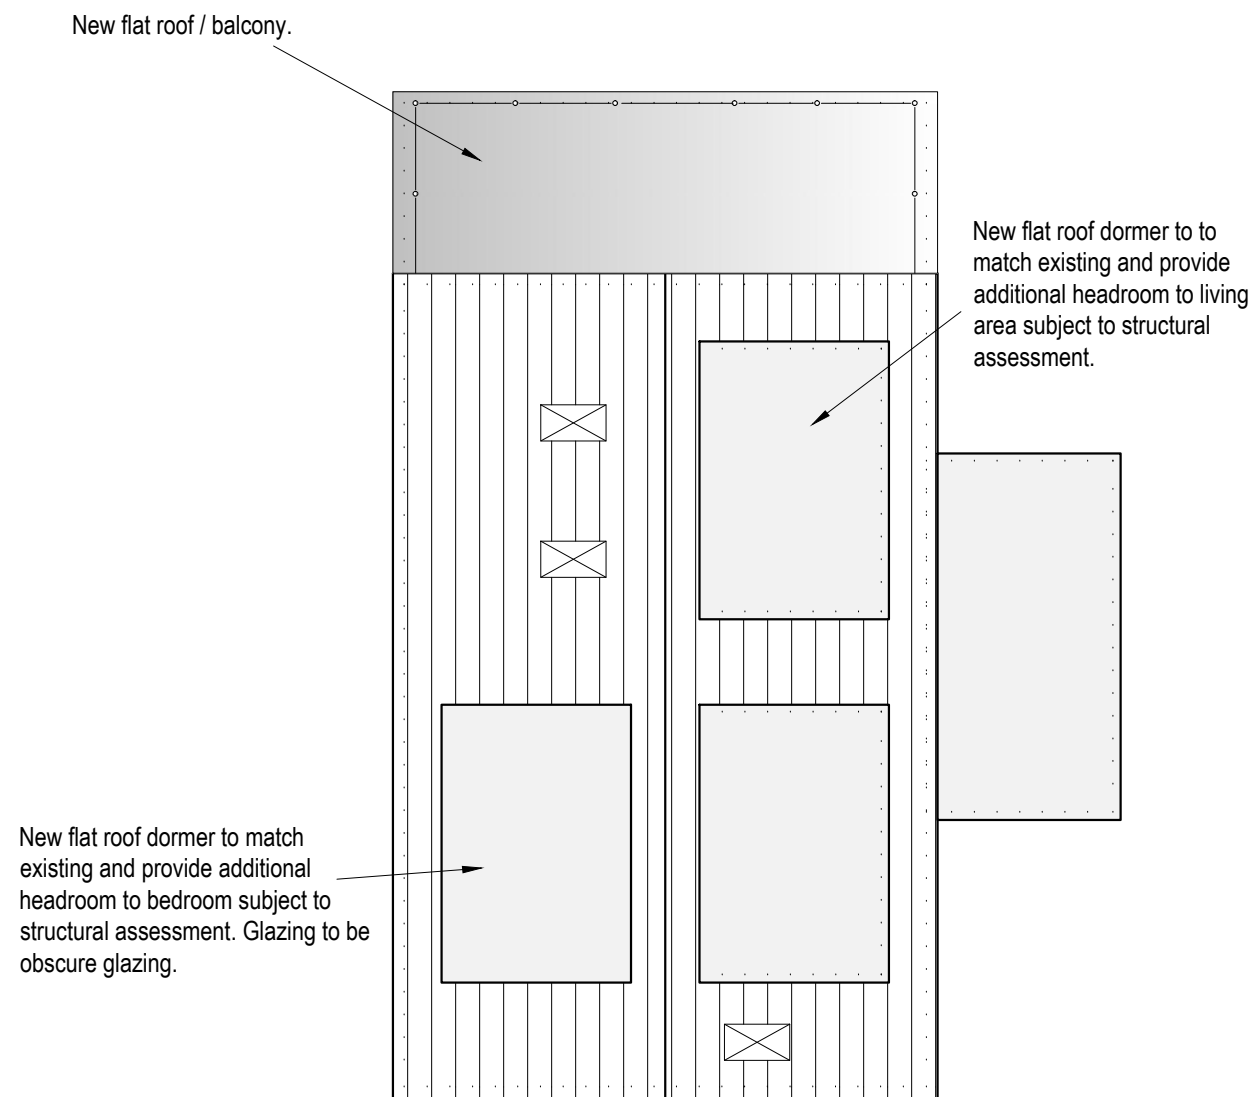 New flat roof / balcony.
New flat roof dormer to to
match existing and provide
additional headroom to living
area subject to structural
assessment.
New flat roof dormer to match
existing and provide additional
headroom to bedroom subject to
structural assessment. Glazing to be
obscure glazing.